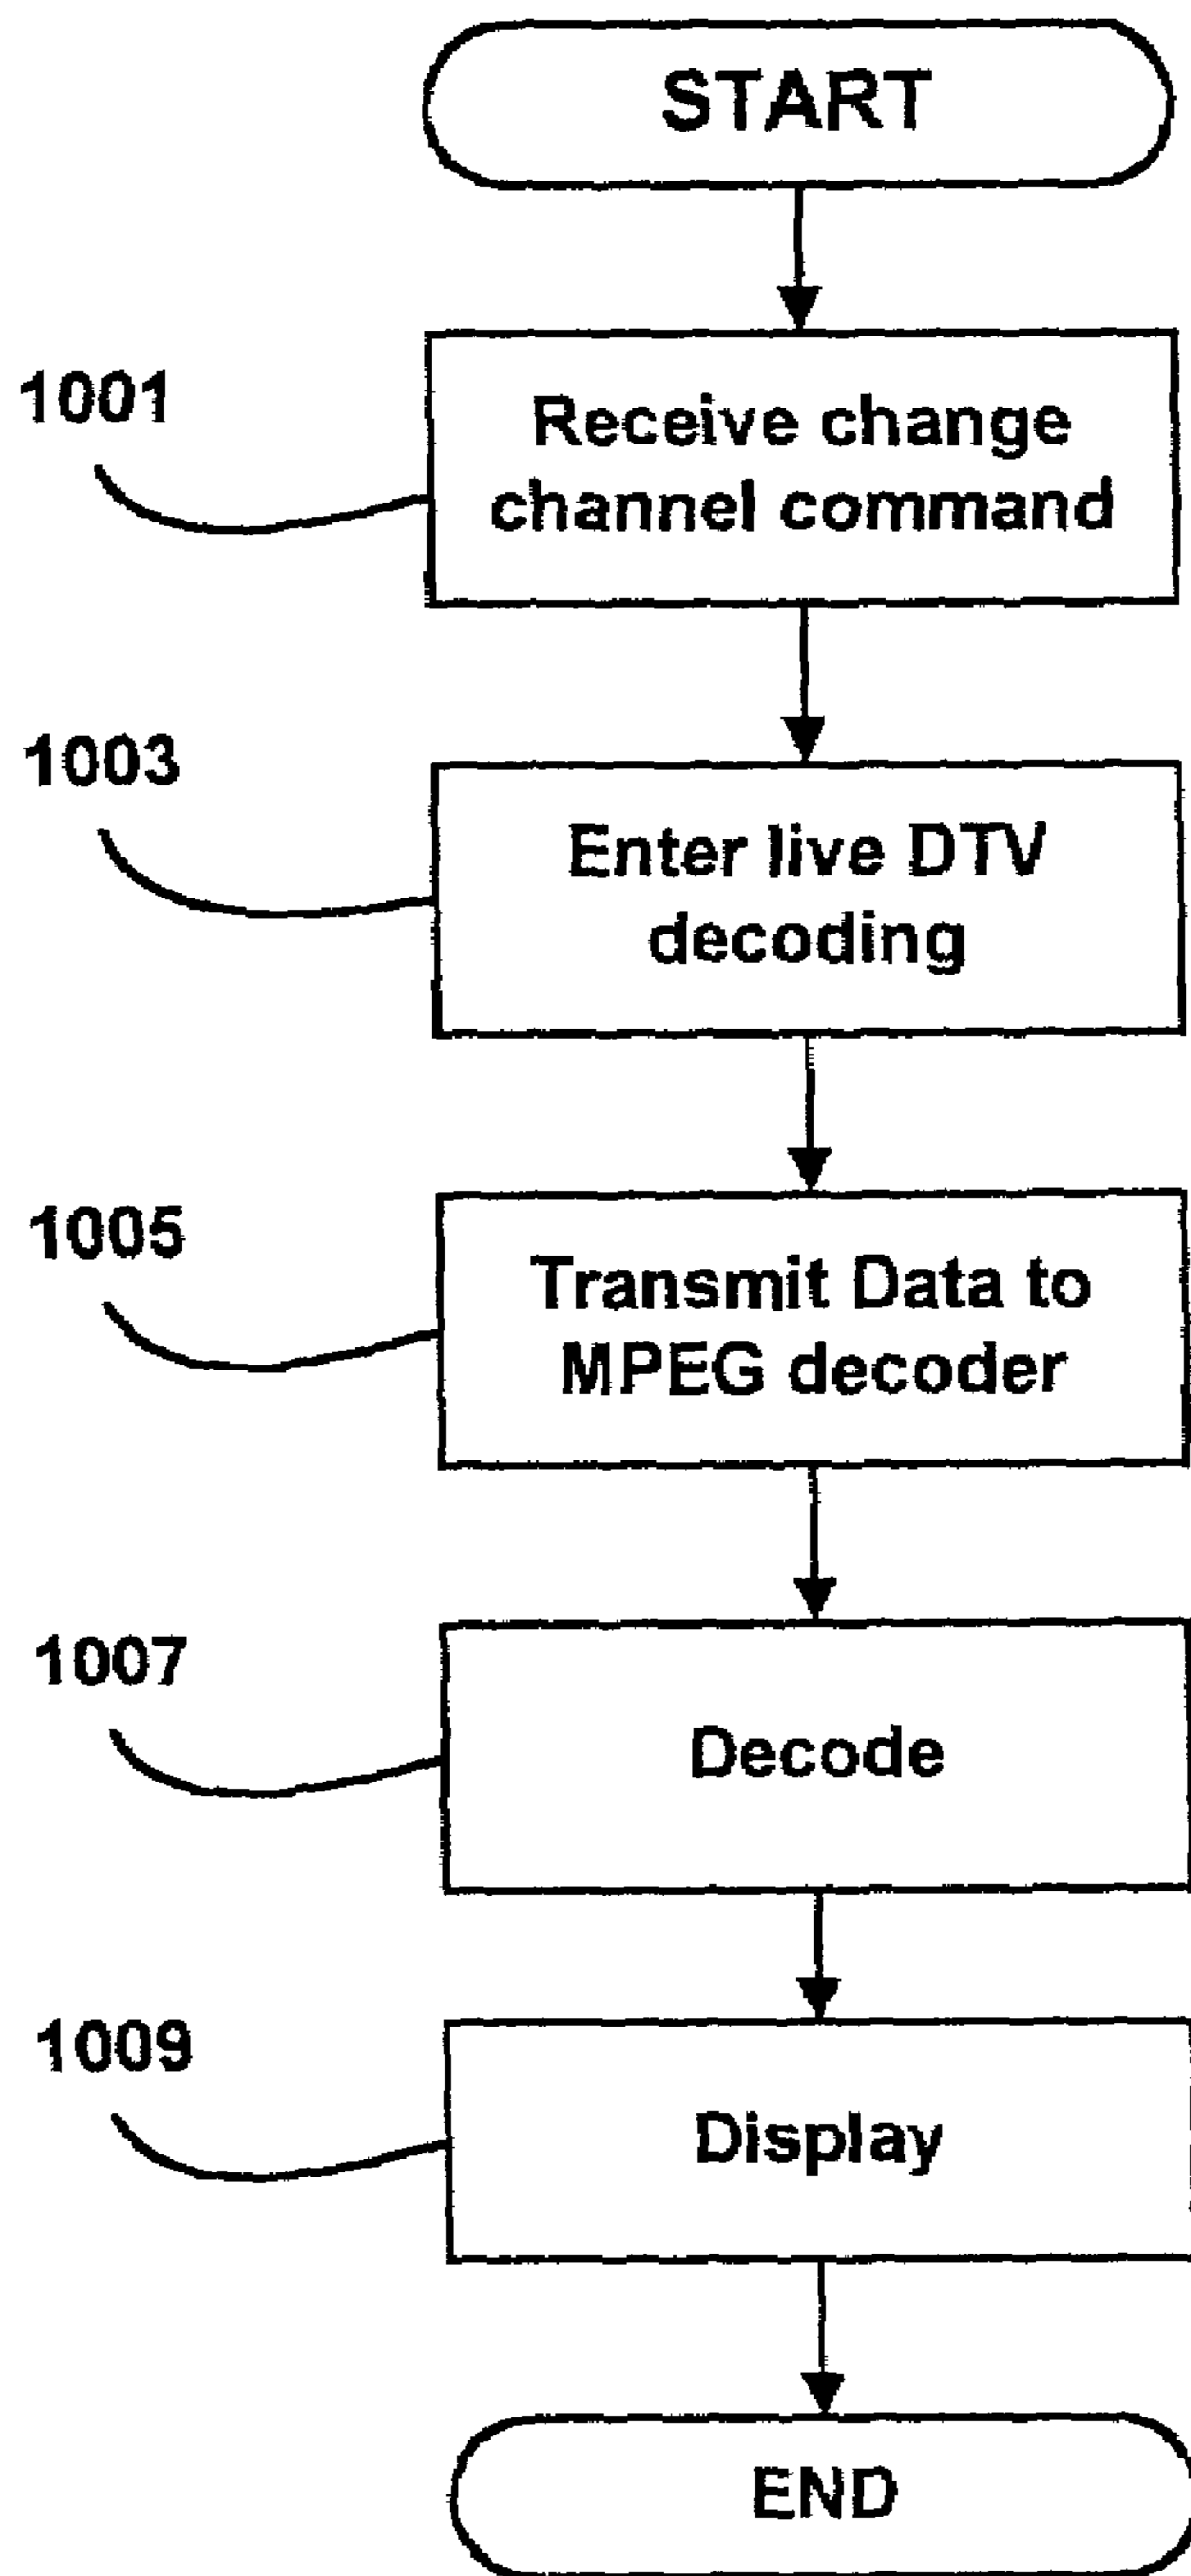 START
1001
Receive change
channel command
1003
Enter live DTV
decoding
1005
Transmit Data to
MPEG decoder
1007
Decode
1009
Display
END